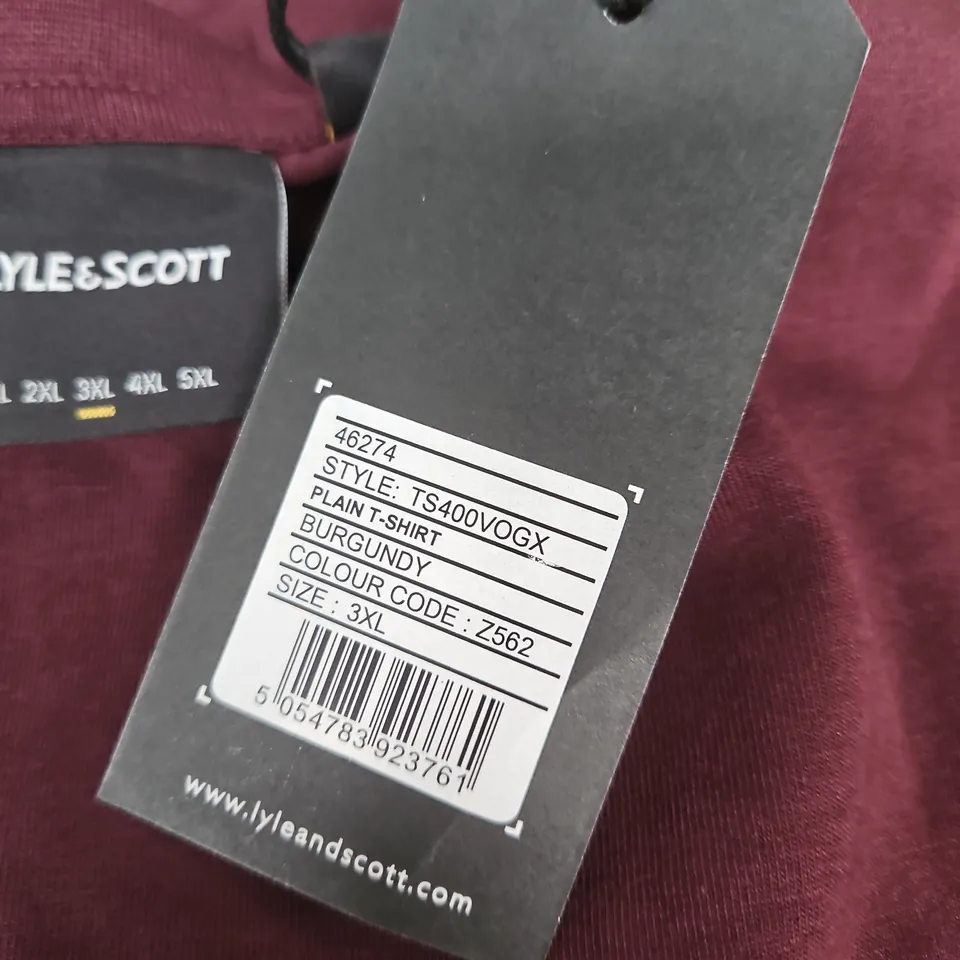 LYLE&SCOTT
L 2XL 3XL 4XL 5XL
46274
STYLE: TS400VOGX
PLAIN T-SHIRT
BURGUNDY
COLOUR CODE : Z562
SIZE : 3XL
5 054783 923761
www.lyleandscott.com